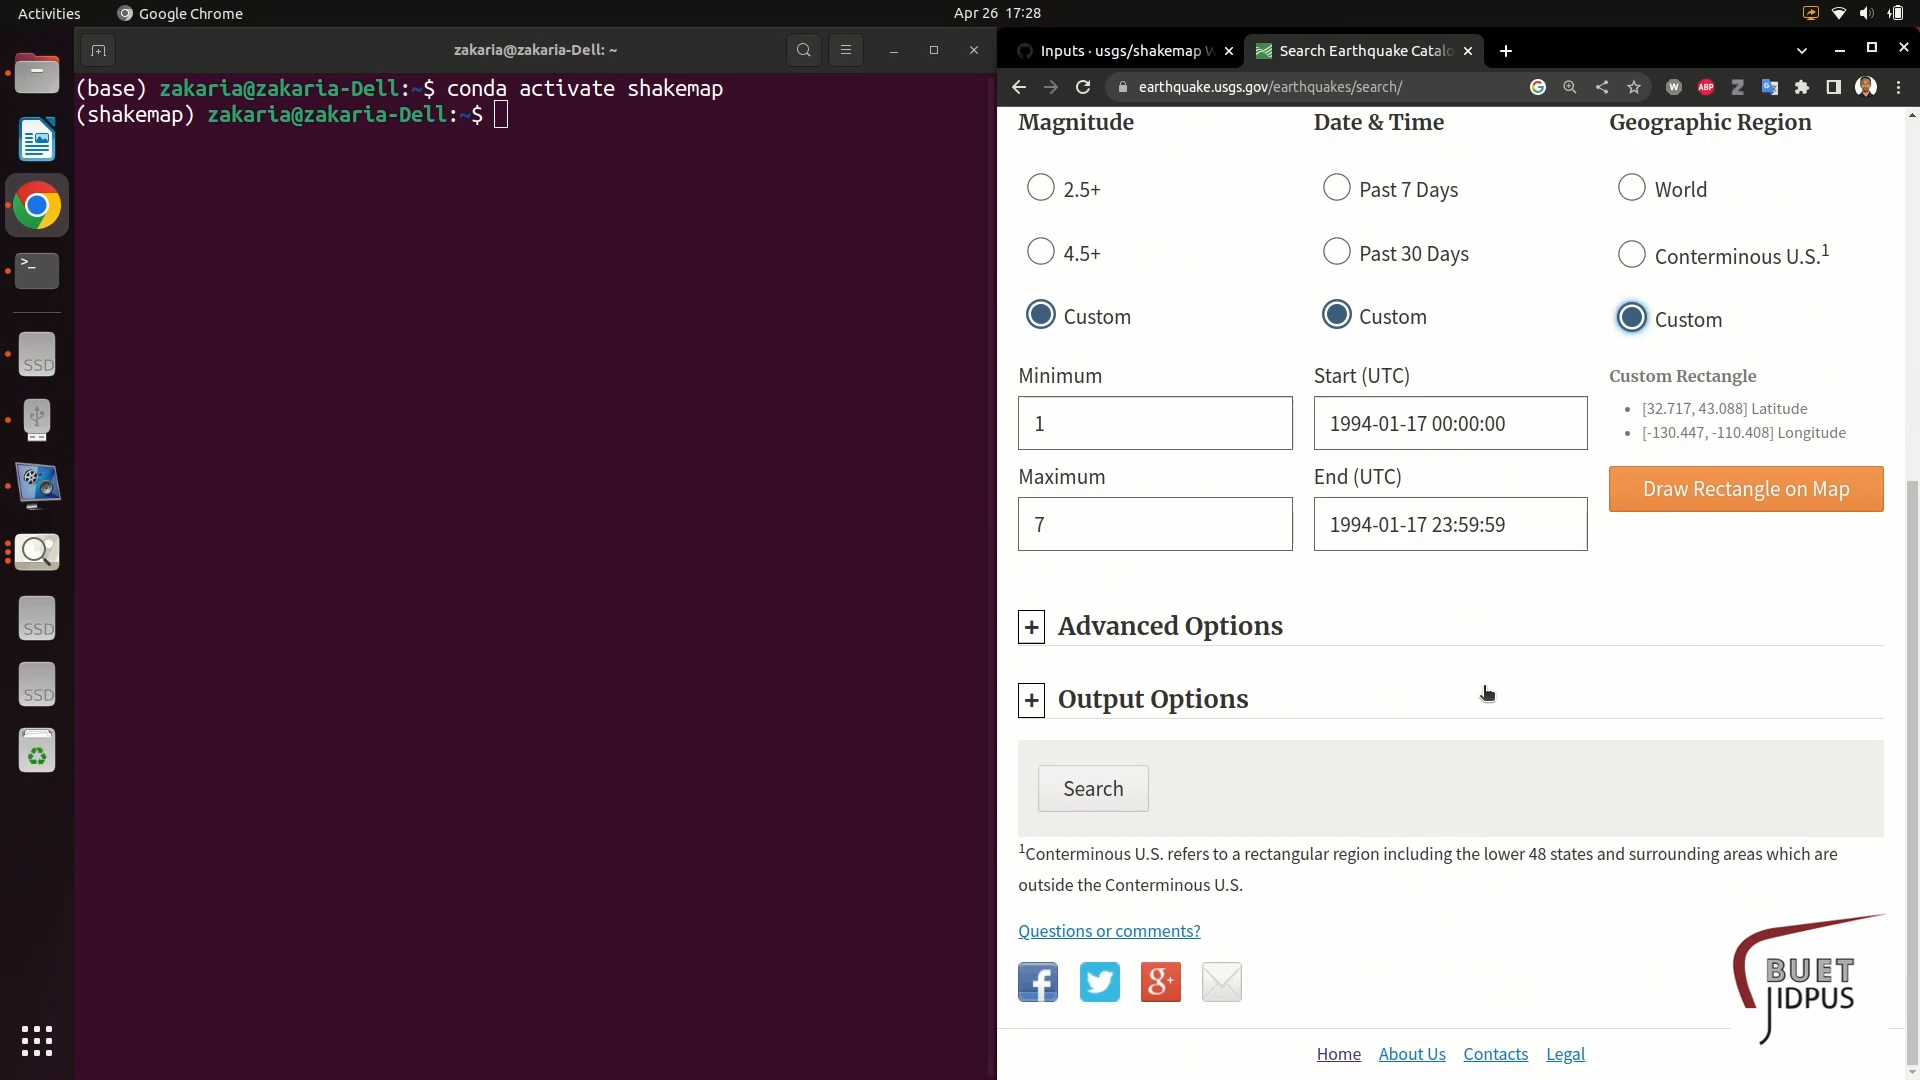 Activities
Google Chrome
Apr 26 17:28
zakaria@zakaria-Dell: ~
(base) zakaria@zakaria-Dell:~$ conda activate shakemap
(shakemap) zakaria@zakaria-Dell:~$
SSD
SSD
SSD
Inputs · usgs/shakemap W
Search Earthquake Catalo
earthquake.usgs.gov/earthquakes/search/
ABP
Magnitude
2.5+
4.5+
Custom
Minimum
1
Maximum
7
Date & Time
Past 7 Days
Past 30 Days
Custom
Start (UTC)
1994-01-17 00:00:00
End (UTC)
1994-01-17 23:59:59
Geographic Region
World
Conterminous U.S.1
Custom
Custom Rectangle
[32.717, 43.088] Latitude
[-130.447, -110.408] Longitude
Draw Rectangle on Map
+ Advanced Options
+ Output Options
Search
1Conterminous U.S. refers to a rectangular region including the lower 48 states and surrounding areas which are
outside the Conterminous U.S.
Questions or comments?
BUET
JIDPUS
Home About Us Contacts Legal